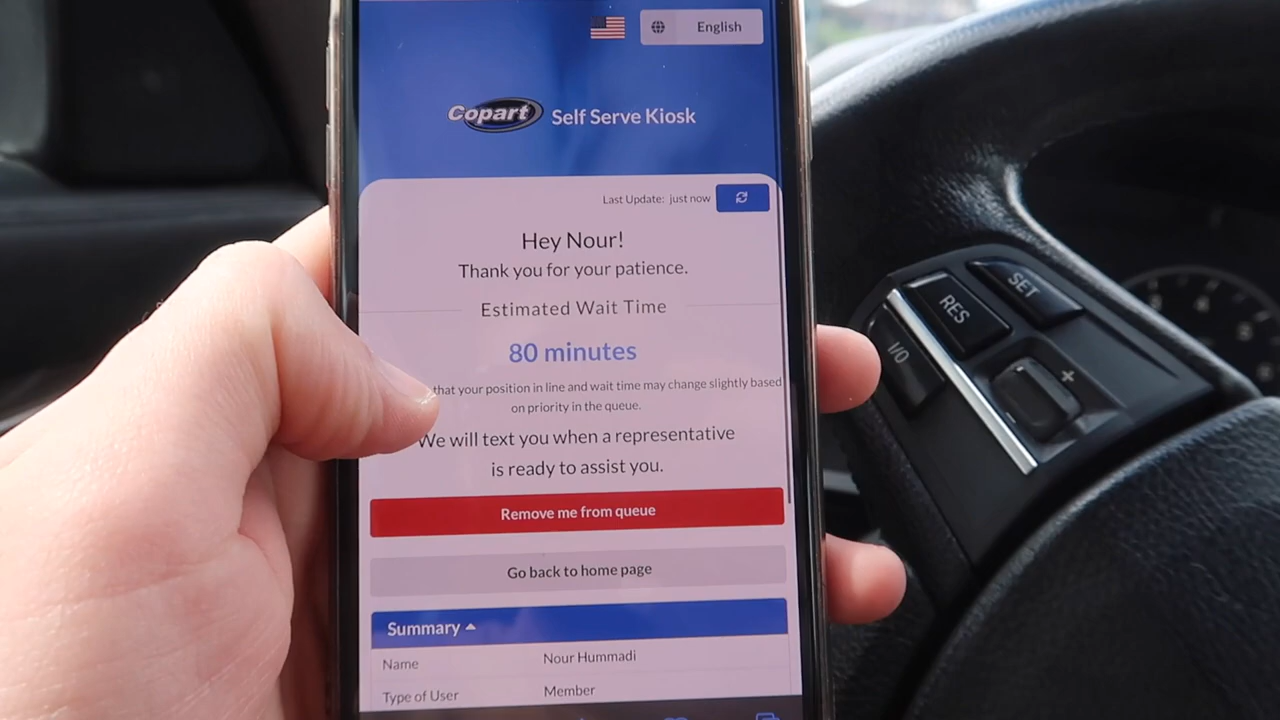 English
Copart Self Serve Kiosk
Last Update: just now
Hey Nour!
Thank you for your patience.
Estimated Wait Time
80 minutes
that your position in line and wait time may change slightly based
on priority in the queue.
We will text you when a representative
is ready to assist you.
Remove me from queue
Go back to home page
Summary
Name Nour Hummadi
Type of User Member
SET
RES
I/O
+